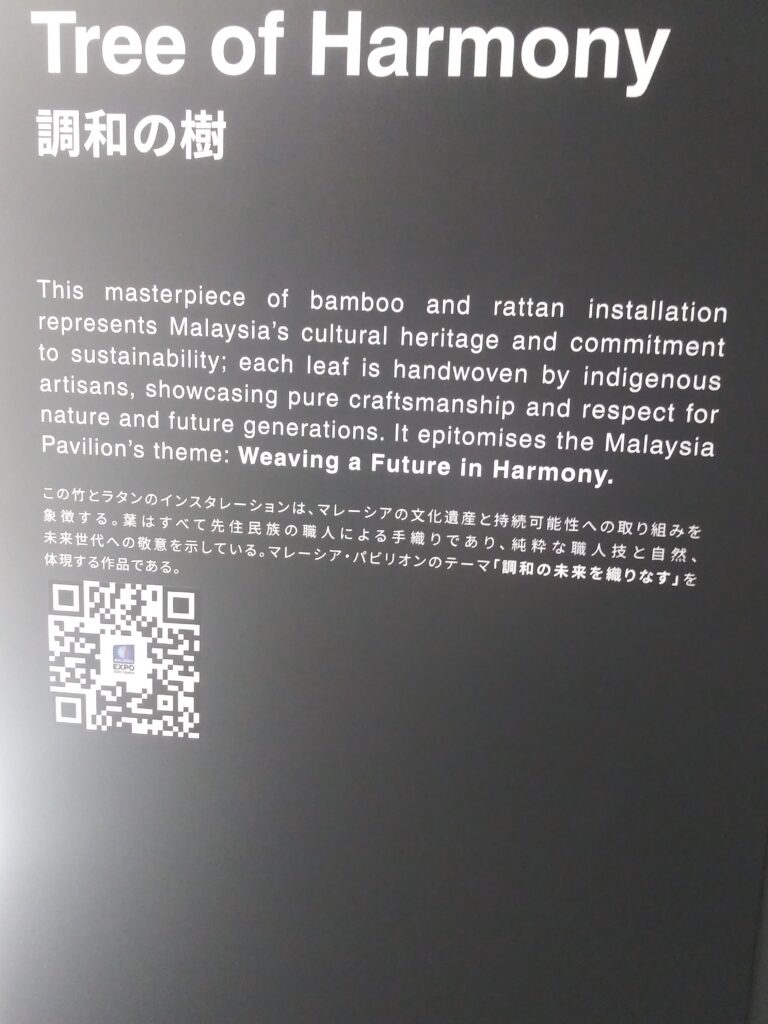 Tree of Harmony
調和の樹
This masterpiece of bamboo and rattan installation
represents Malaysia's cultural heritage and commitment
to sustainability; each leaf is handwoven by indigenous
artisans, showcasing pure craftsmanship and respect for
nature and future generations. It epitomises the Malaysia
Pavilion's theme: Weaving a Future in Harmony.
この竹とラタンのインスタレーションは、マレーシアの文化遺産と持続可能性への取り組みを
象徴する。葉はすべて先住民族の職人による手織りであり、純粋な職人技と自然、
未来世代への敬意を示している。マレーシア・パビリオンのテーマ「調和の未来を織りなす」を
体現する作品である。
EXPO